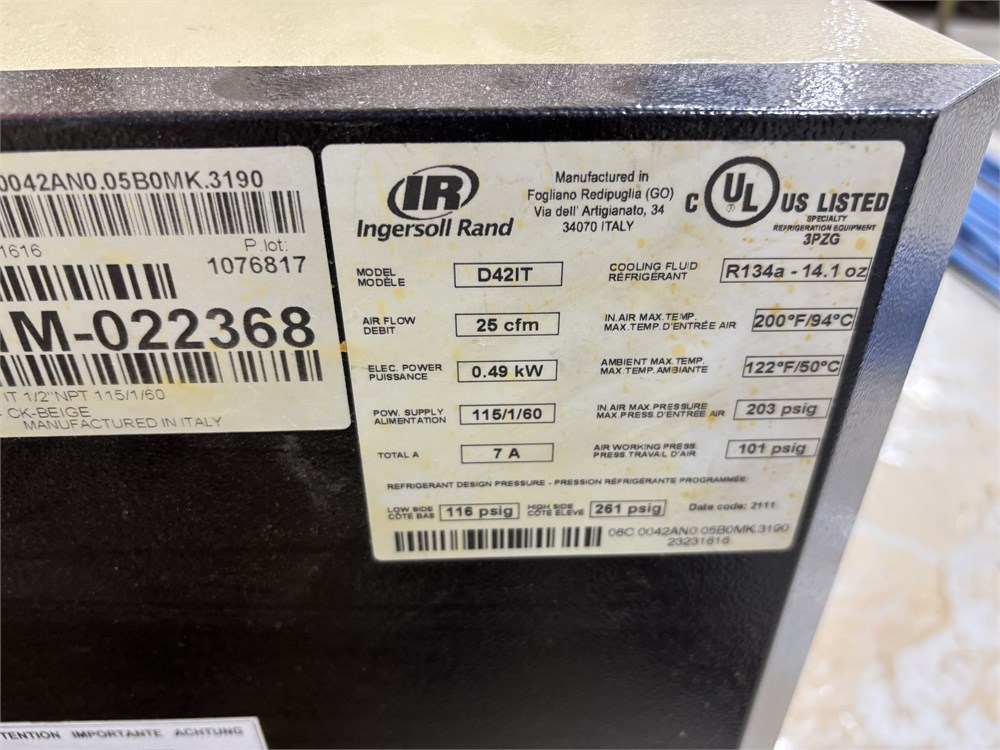 0042AN0.05B0MK.3190
1616
P.lot:
1076817
M-022368
IT 1/2"NPT 115/1/60
CK-BEIGE
MANUFACTURED IN ITALY
IR
Ingersoll Rand
Manufactured in
Fogliano Redipuglia (GO)
Via dell' Artigianato, 34
34070 ITALY
C UL US LISTED
SPECIALTY
REFRIGERATION EQUIPMENT
3PZG
MODEL
MODÈLE
D42IT
COOLING FLUID
RÉFRIGÉRANT
R134a - 14.1 oz
AIR FLOW
DEBIT
25 cfm
IN.AIR MAX.TEMP.
MAX.TEMP.D'ENTRÉE AIR
200°F/94°C
ELEC. POWER
PUISSANCE
0.49 kW
AMBIENT MAX.TEMP.
MAX.TEMP.AMBIANTE
122°F/50°C
POW. SUPPLY
ALIMENTATION
115/1/60
IN.AIR MAX.PRESSURE
MAX.PRESS.D'ENTRÉE AIR
203 psig
TOTAL A
7 A
AIR WORKING PRESS.
PRESS.TRAVAIL D'AIR
101 psig
REFRIGERANT DESIGN PRESSURE - PRESSION RÉFRIGÉRANTE PROGRAMMÉE
LOW SIDE
COTE BAS
116 psig
HIGH SIDE
COTE ELEVE
261 psig
Date code: 2111
08C.0042AN0.05B0MK.3190
23231616
TTENTION IMPORTANTE ACHTUNG